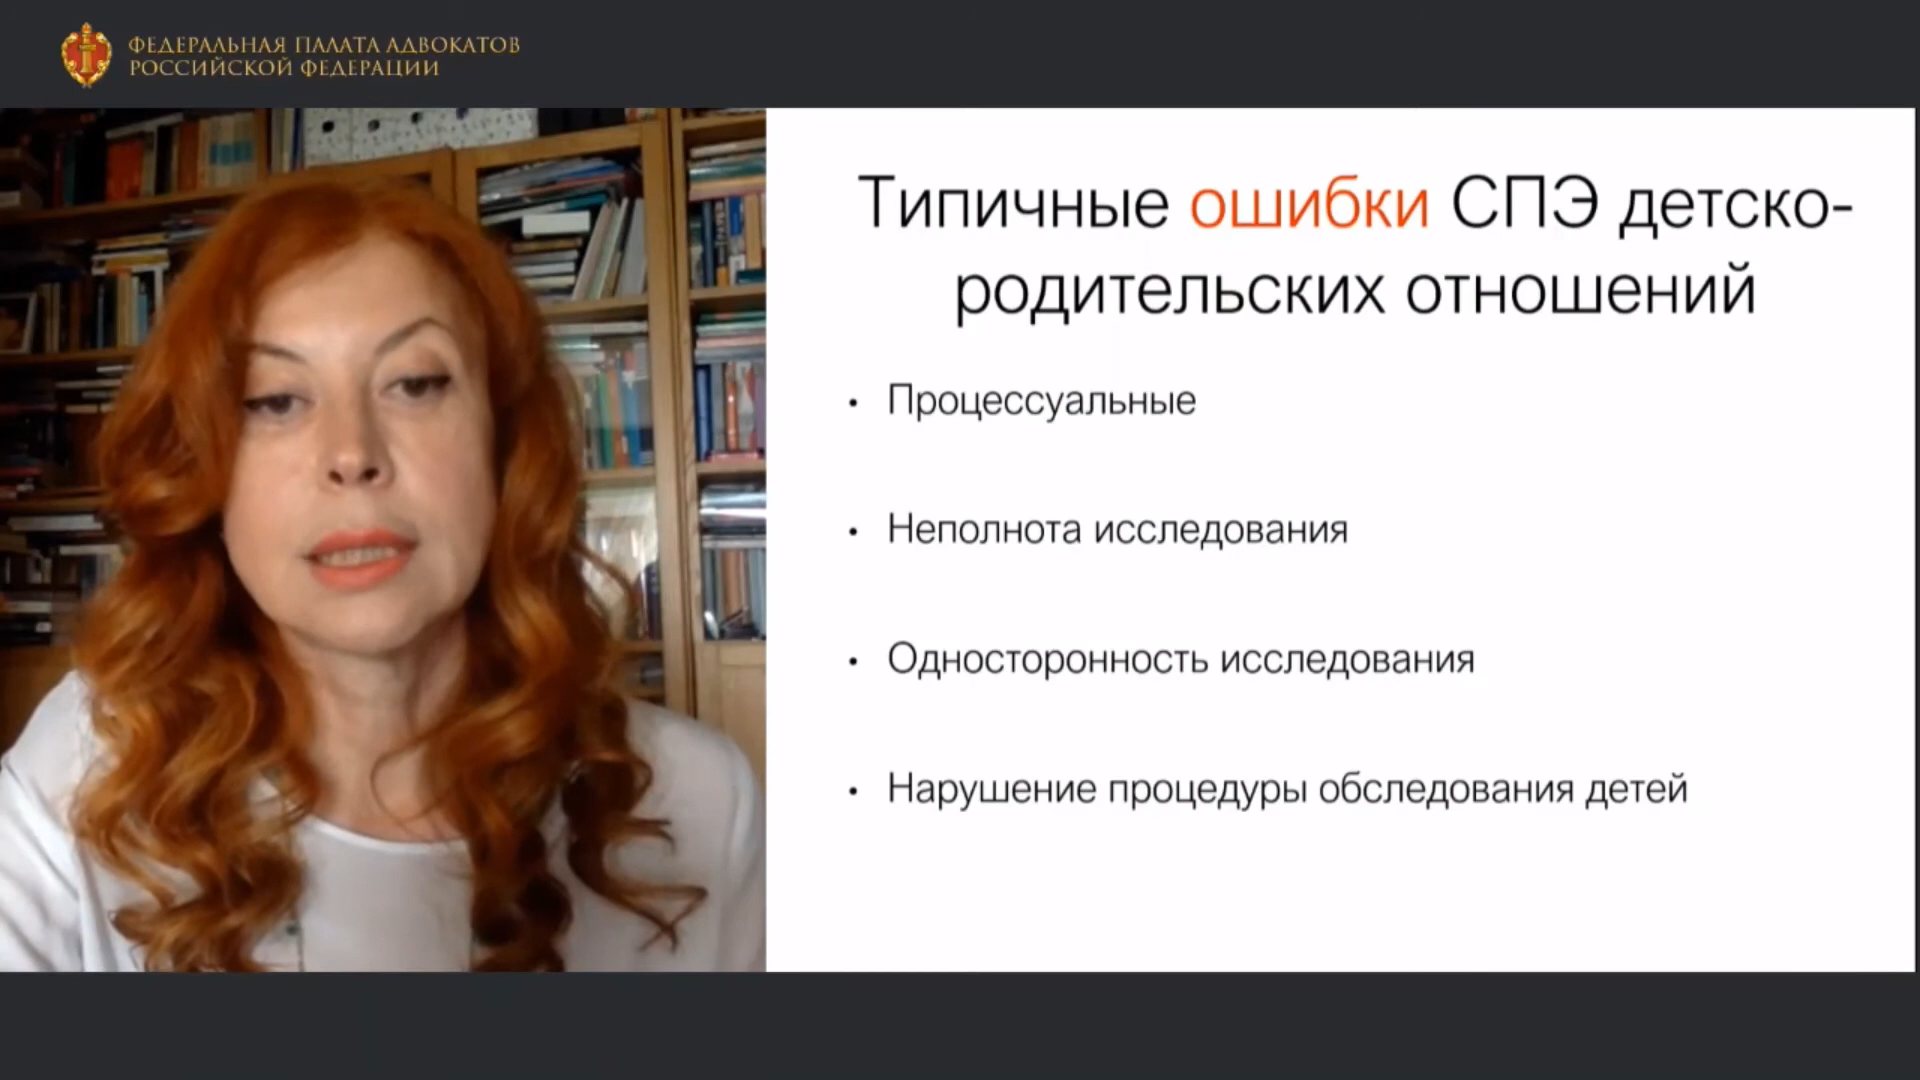 ФЕДЕРАЛЬНАЯ ПАЛАТА АДВОКАТОВ
РОССИЙСКОЙ ФЕДЕРАЦИИ
Типичные ошибки СПЭ детско-
родительских отношений
• Процессуальные
• Неполнота исследования
• Односторонность исследования
• Нарушение процедуры обследования детей